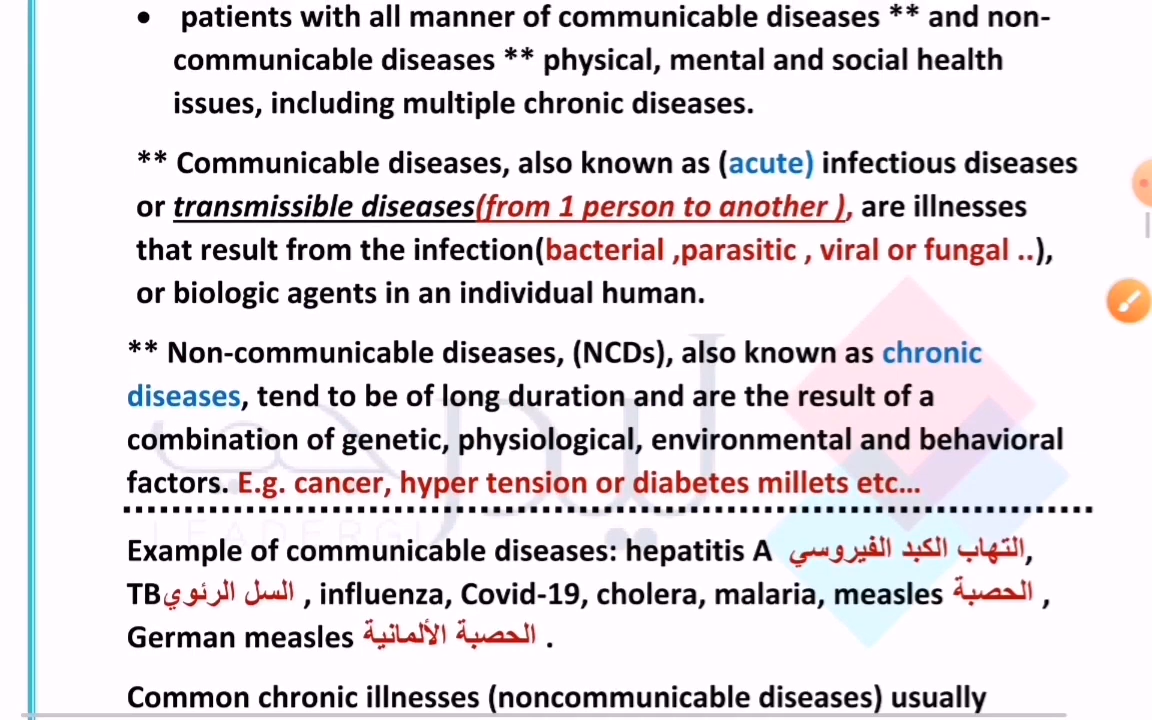 • patients with all manner of communicable diseases ** and non-
communicable diseases ** physical, mental and social health
issues, including multiple chronic diseases.
** Communicable diseases, also known as (acute) infectious diseases
or transmissible diseases(from 1 person to another ), are illnesses
that result from the infection(bacterial ,parasitic , viral or fungal ..),
or biologic agents in an individual human.
** Non-communicable diseases, (NCDs), also known as chronic
diseases, tend to be of long duration and are the result of a
combination of genetic, physiological, environmental and behavioral
factors. E.g. cancer, hyper tension or diabetes millets etc...
Example of communicable diseases: hepatitis A التهاب الكبد الفيروسي,
TB السل الرئوي , influenza, Covid-19, cholera, malaria, measles الحصبة ,
German measles الحصبة الألمانية .
Common chronic illnesses (noncommunicable diseases) usually